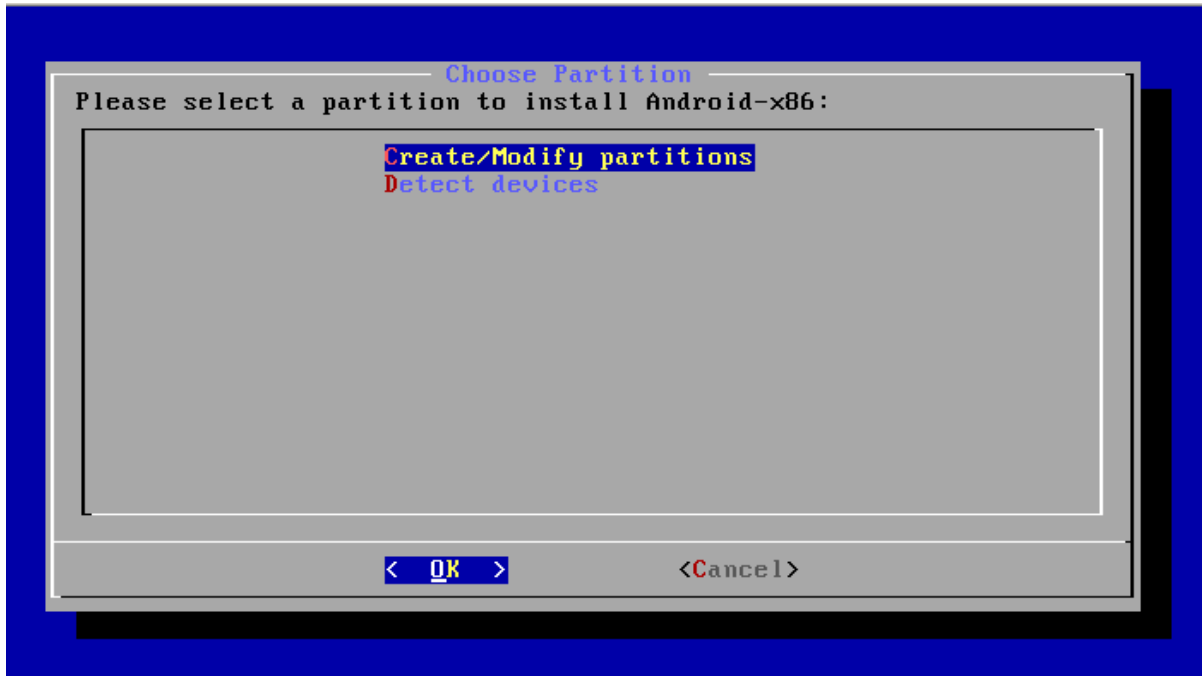 Choose Partition
Please select a partition to install Android-x86:
Create/Modify partitions
Detect devices
< OK > <Cancel>